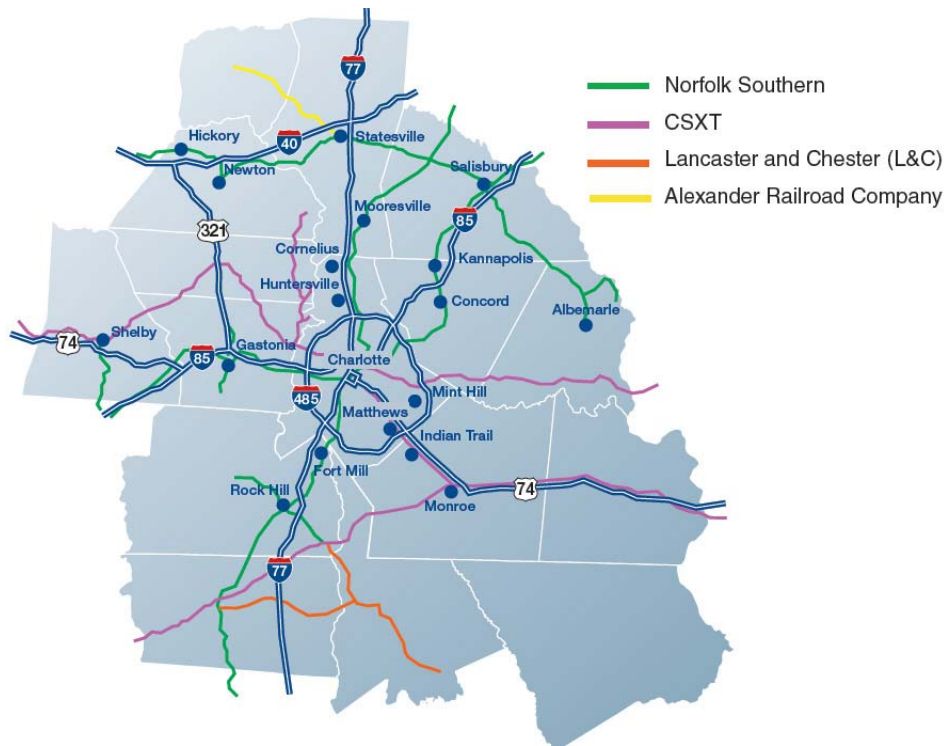 77
Norfolk Southern
CSXT
Lancaster and Chester (L&C)
Alexander Railroad Company
Hickory
40
Statesville
Newton
Salisbury
Mooresville
85
321
Cornelius
Kannapolis
Huntersville
Concord
Albemarle
Shelby
74
85
Gastonia
Charlotte
485
Mint Hill
Matthews
Indian Trail
Fort Mill
Rock Hill
74
Monroe
77